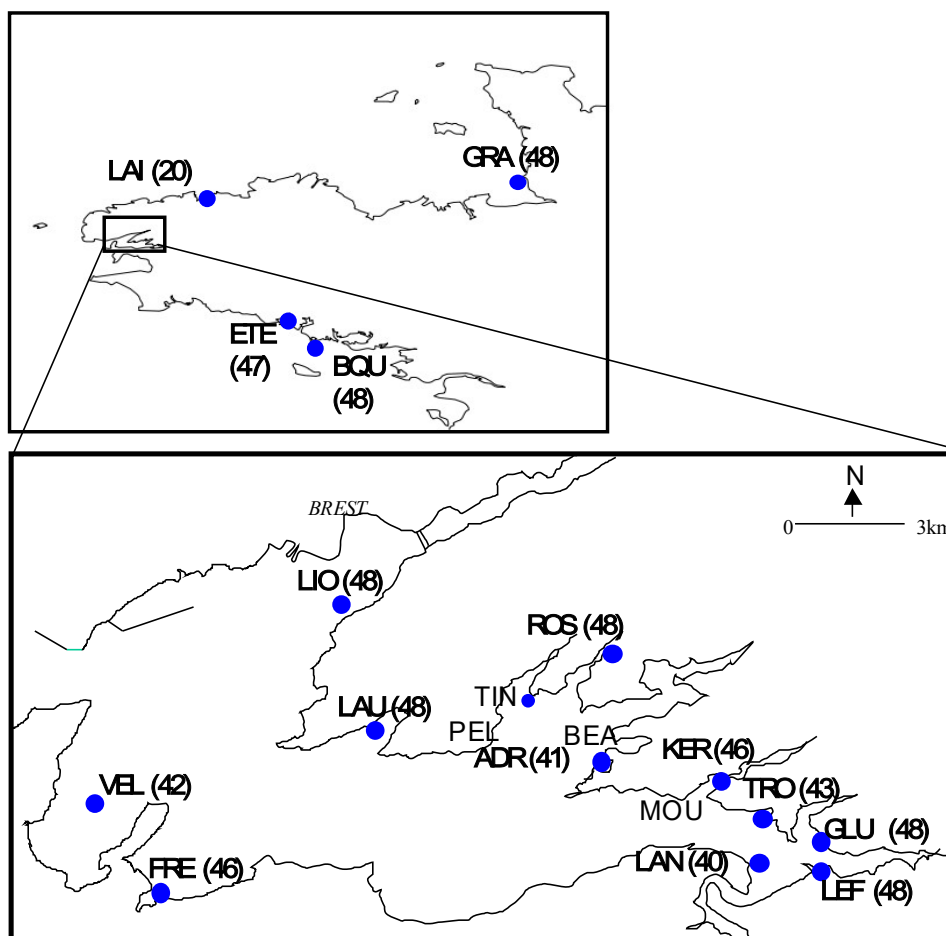 GRA (48)
LAI (20)
ETE
(47)
BQU
(48)
N
BREST
0
3km
LIO (48)
ROS (48)
TIN
LAU (48)
PEL
BEA
ADR (41)
KER (46)
VEL (42)
TRO (43)
MOU
GLU (48)
LAN (40)
FRE (46)
LEF (48)